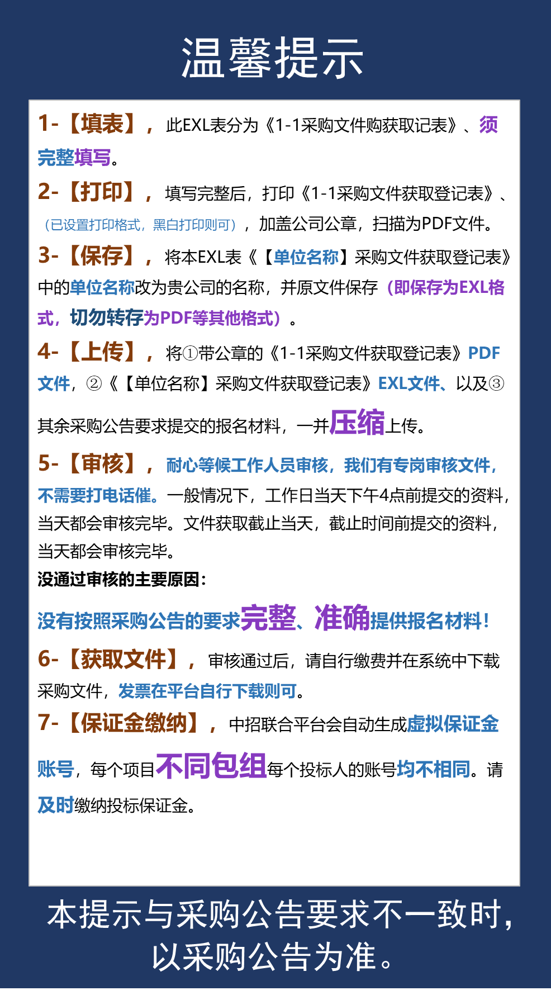 温馨提示
1-【填表】，此EXL表分为《1-1采购文件购获取记表》、须
完整填写。
2-【打印】，填写完整后，打印《1-1采购文件获取登记表》、
（已设置打印格式，黑白打印则可），加盖公司公章，扫描为PDF文件。
3-【保存】，将本EXL表《【单位名称】采购文件获取登记表》
中的单位名称改为贵公司的名称，并原文件保存（即保存为EXL格
式，切勿转存为PDF等其他格式）。
4-【上传】，将①带公章的《1-1采购文件获取登记表》PDF
文件，②《【单位名称】采购文件获取登记表》EXL文件、以及③
其余采购公告要求提交的报名材料，一并压缩上传。
5-【审核】，耐心等候工作人员审核，我们有专岗审核文件，
不需要打电话催。一般情况下，工作日当天下午4点前提交的资料，
当天都会审核完毕。文件获取截止当天，截止时间前提交的资料，
当天都会审核完毕。
没通过审核的主要原因：
没有按照采购公告的要求完整、准确提供报名材料！
6-【获取文件】，审核通过后，请自行缴费并在系统中下载
采购文件，发票在平台自行下载则可。
7-【保证金缴纳】，中招联合平台会自动生成虚拟保证金
账号，每个项目不同包组每个投标人的账号均不相同。请
及时缴纳投标保证金。
本提示与采购公告要求不一致时，
以采购公告为准。